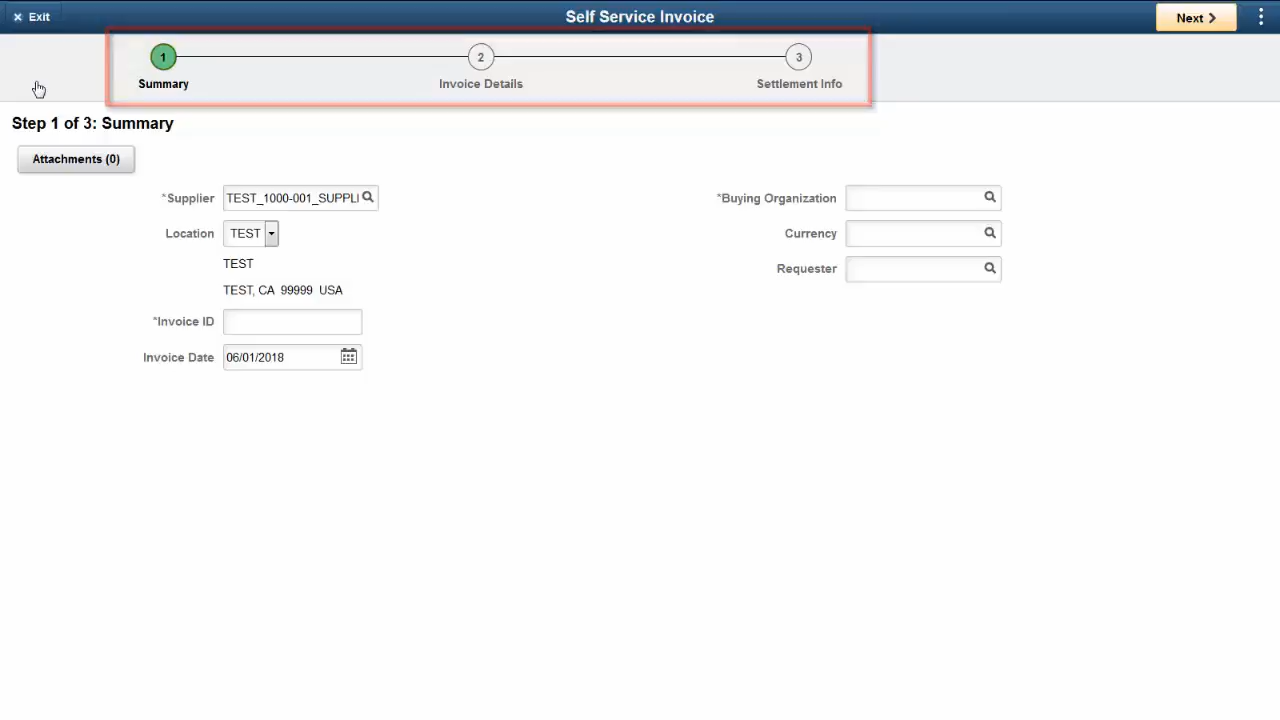 Exit
Self Service Invoice
Next
1
2
3
Summary
Invoice Details
Settlement Info
Step 1 of 3: Summary
Attachments (0)
*Supplier TEST_1000-001_SUPPLI
*Buying Organization
Location TEST
Currency
TEST
Requester
TEST, CA 99999 USA
*Invoice ID
Invoice Date 06/01/2018